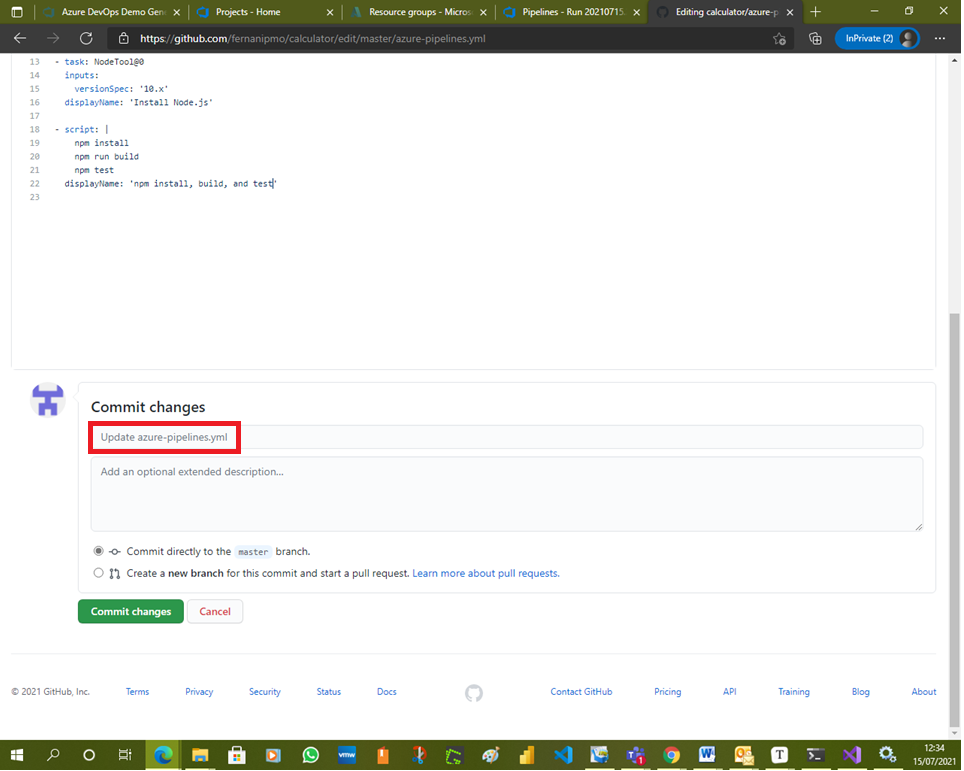 Azure DevOps Demo Gen
Projects - Home
Resource groups - Micros
Pipelines - Run 20210715.
Editing calculator/azure-p
https://github.com/fernanipmo/calculator/edit/master/azure-pipelines.yml
InPrivate (2)
13 - task: NodeTool@0
14 inputs:
15 versionSpec: '10.x'
16 displayName: 'Install Node.js'
17
18 - script: |
19 npm install
20 npm run build
21 npm test
22 displayName: 'npm install, build, and test'
23
Commit changes
Update azure-pipelines.yml
Add an optional extended description...
Commit directly to the master branch.
Create a new branch for this commit and start a pull request. Learn more about pull requests.
Commit changes
Cancel
© 2021 GitHub, Inc.
Terms
Privacy
Security
Status
Docs
Contact GitHub
Pricing
API
Training
Blog
About
vmw
1
T
12:34
15/07/2021